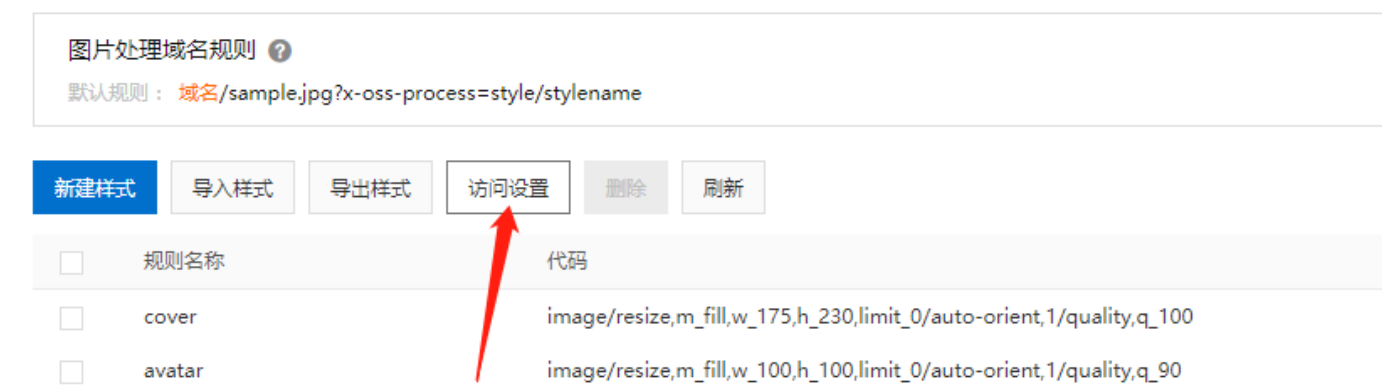 图片处理域名规则 ?
默认规则： 域名/sample.jpg?x-oss-process=style/stylename
新建样式 导入样式 导出样式 访问设置 删除 刷新
规则名称 代码
cover image/resize,m_fill,w_175,h_230,limit_0/auto-orient,1/quality,q_100
avatar image/resize,m_fill,w_100,h_100,limit_0/auto-orient,1/quality,q_90